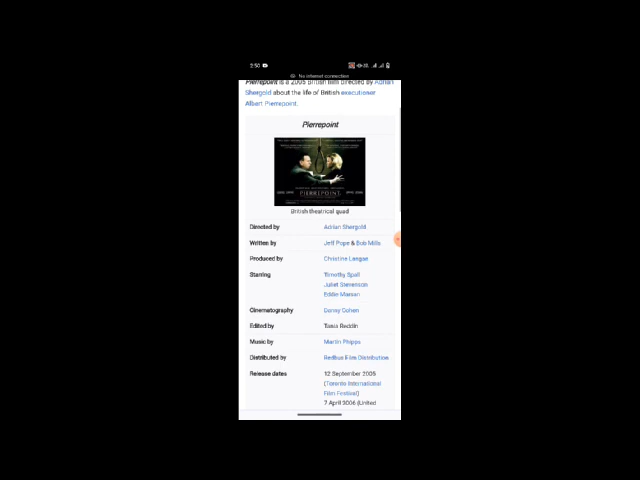 2:50
No internet connection
Pierrepoint is a 2005 British film directed by Adrian
Shergold about the life of British executioner
Albert Pierrepoint.
Pierrepoint
PIERREPOINT
British theatrical quad
Directed by Adrian Shergold
Written by Jeff Pope & Bob Mills
Produced by Christine Langan
Starring Timothy Spall
Juliet Stevenson
Eddie Marsan
Cinematography Danny Cohen
Edited by Tania Reddin
Music by Martin Phipps
Distributed by Redbus Film Distribution
Release dates 12 September 2005
(Toronto International
Film Festival)
7 April 2006 (United